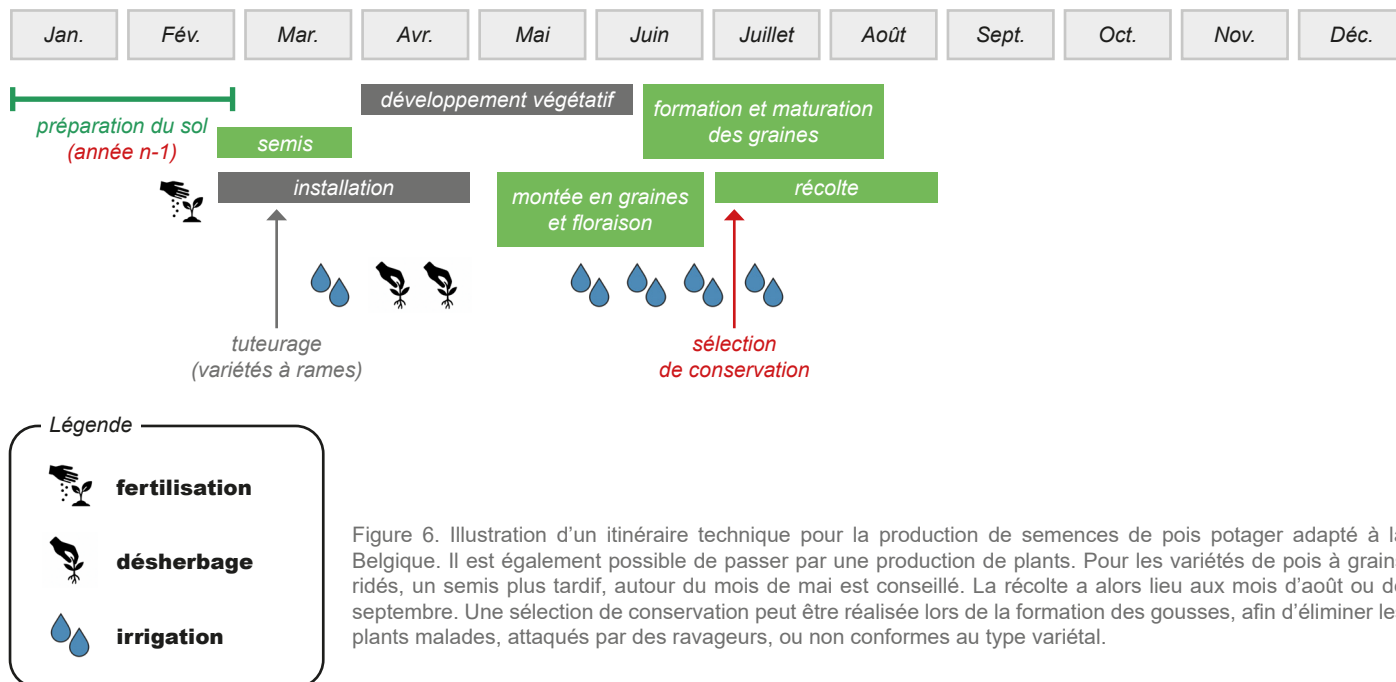 Jan. Fév. Mar. Avr. Mai Juin Juillet Août Sept. Oct. Nov. Déc.
développement végétatif
formation et maturation
des graines
préparation du sol
(année n-1)
semis
installation
montée en graines
et floraison
récolte
tuteurage
(variétés à rames)
sélection
de conservation
Légende
fertilisation
désherbage
irrigation
Figure 6. Illustration d'un itinéraire technique pour la production de semences de pois potager adapté à l
Belgique. Il est également possible de passer par une production de plants. Pour les variétés de pois à grain
ridés, un semis plus tardif, autour du mois de mai est conseillé. La récolte a alors lieu aux mois d'août ou d
septembre. Une sélection de conservation peut être réalisée lors de la formation des gousses, afin d'éliminer le
plants malades, attaqués par des ravageurs, ou non conformes au type variétal.